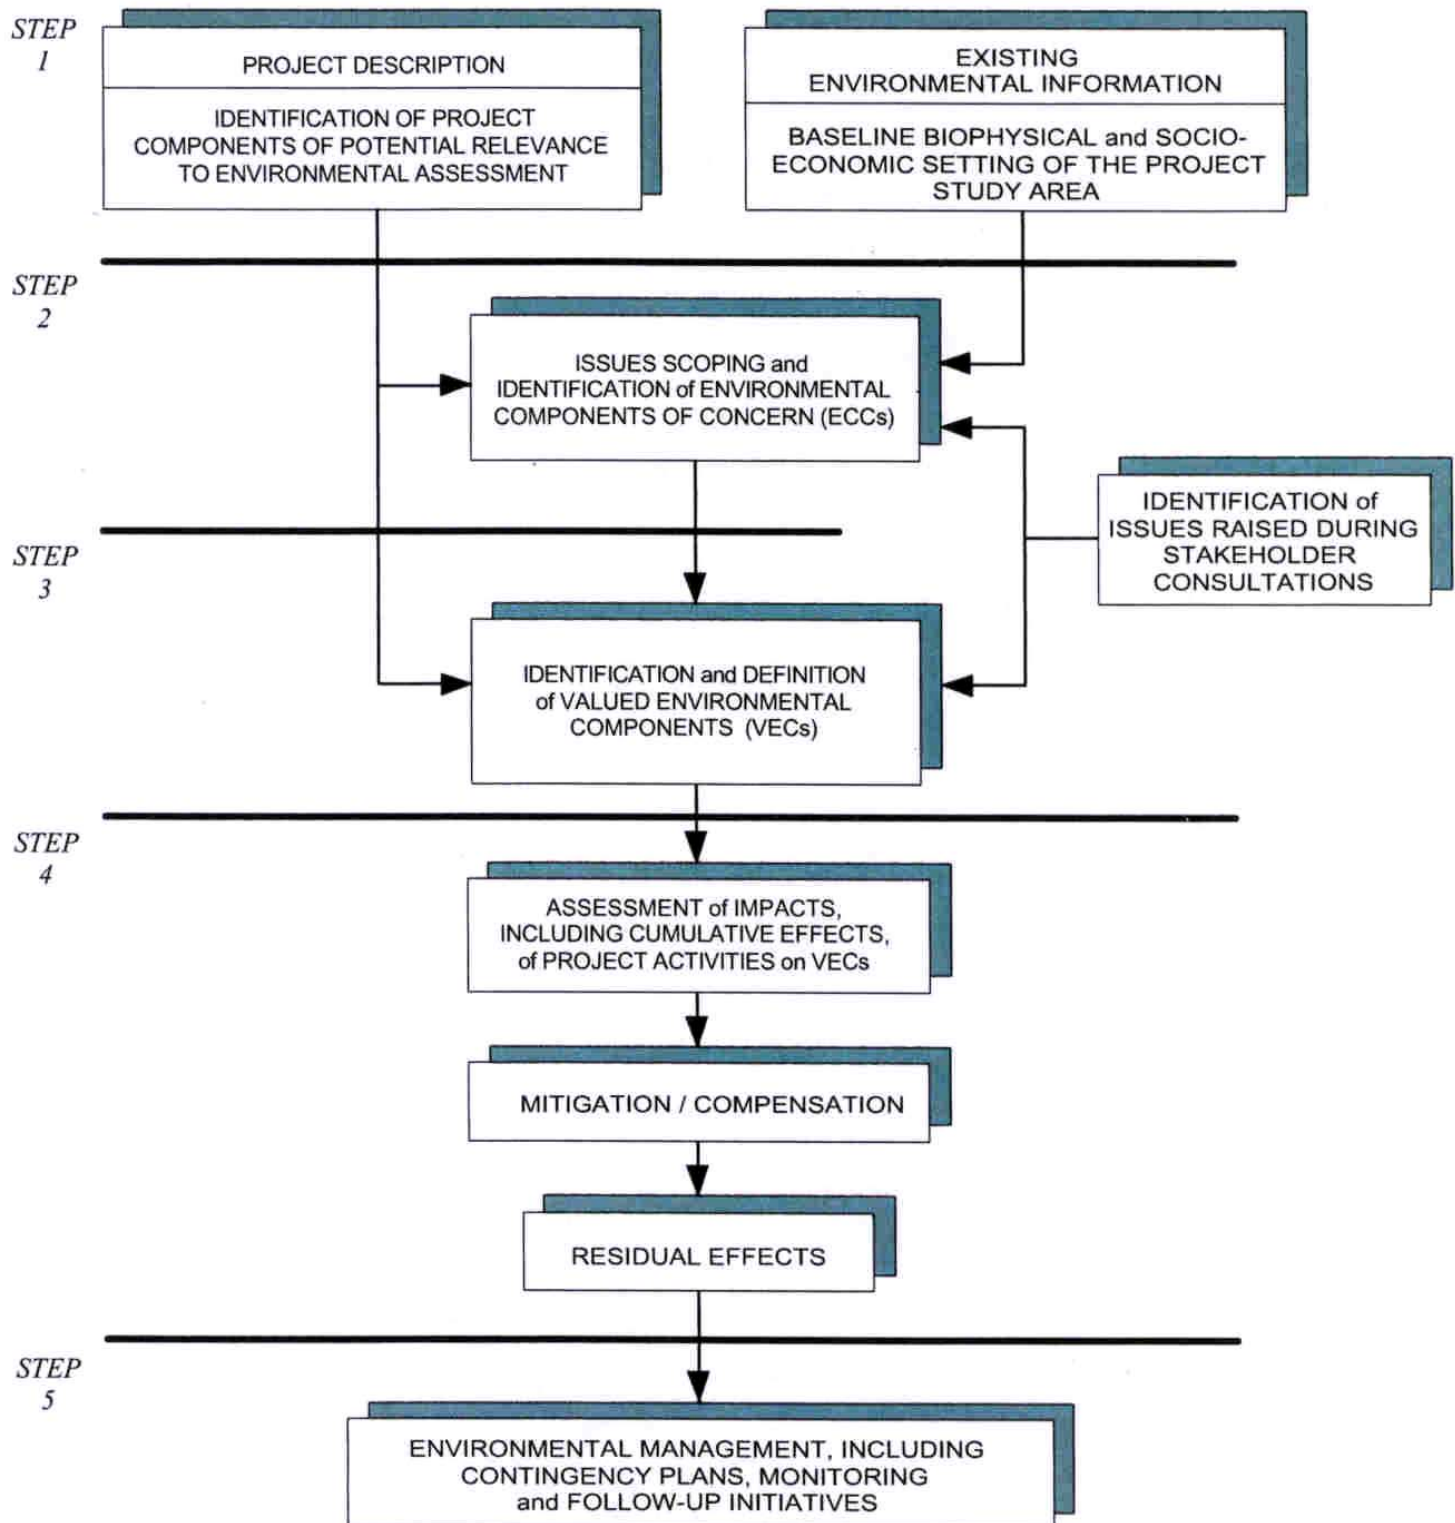 STEP
1
PROJECT DESCRIPTION
IDENTIFICATION OF PROJECT
COMPONENTS OF POTENTIAL RELEVANCE
TO ENVIRONMENTAL ASSESSMENT
EXISTING
ENVIRONMENTAL INFORMATION
BASELINE BIOPHYSICAL and SOCIO-
ECONOMIC SETTING OF THE PROJECT
STUDY AREA
STEP
2
ISSUES SCOPING and
IDENTIFICATION of ENVIRONMENTAL
COMPONENTS OF CONCERN (ECCs)
IDENTIFICATION of
ISSUES RAISED DURING
STAKEHOLDER
CONSULTATIONS
STEP
3
IDENTIFICATION and DEFINITION
of VALUED ENVIRONMENTAL
COMPONENTS (VECs)
STEP
4
ASSESSMENT of IMPACTS,
INCLUDING CUMULATIVE EFFECTS,
of PROJECT ACTIVITIES on VECs
MITIGATION / COMPENSATION
RESIDUAL EFFECTS
STEP
5
ENVIRONMENTAL MANAGEMENT, INCLUDING
CONTINGENCY PLANS, MONITORING
and FOLLOW-UP INITIATIVES